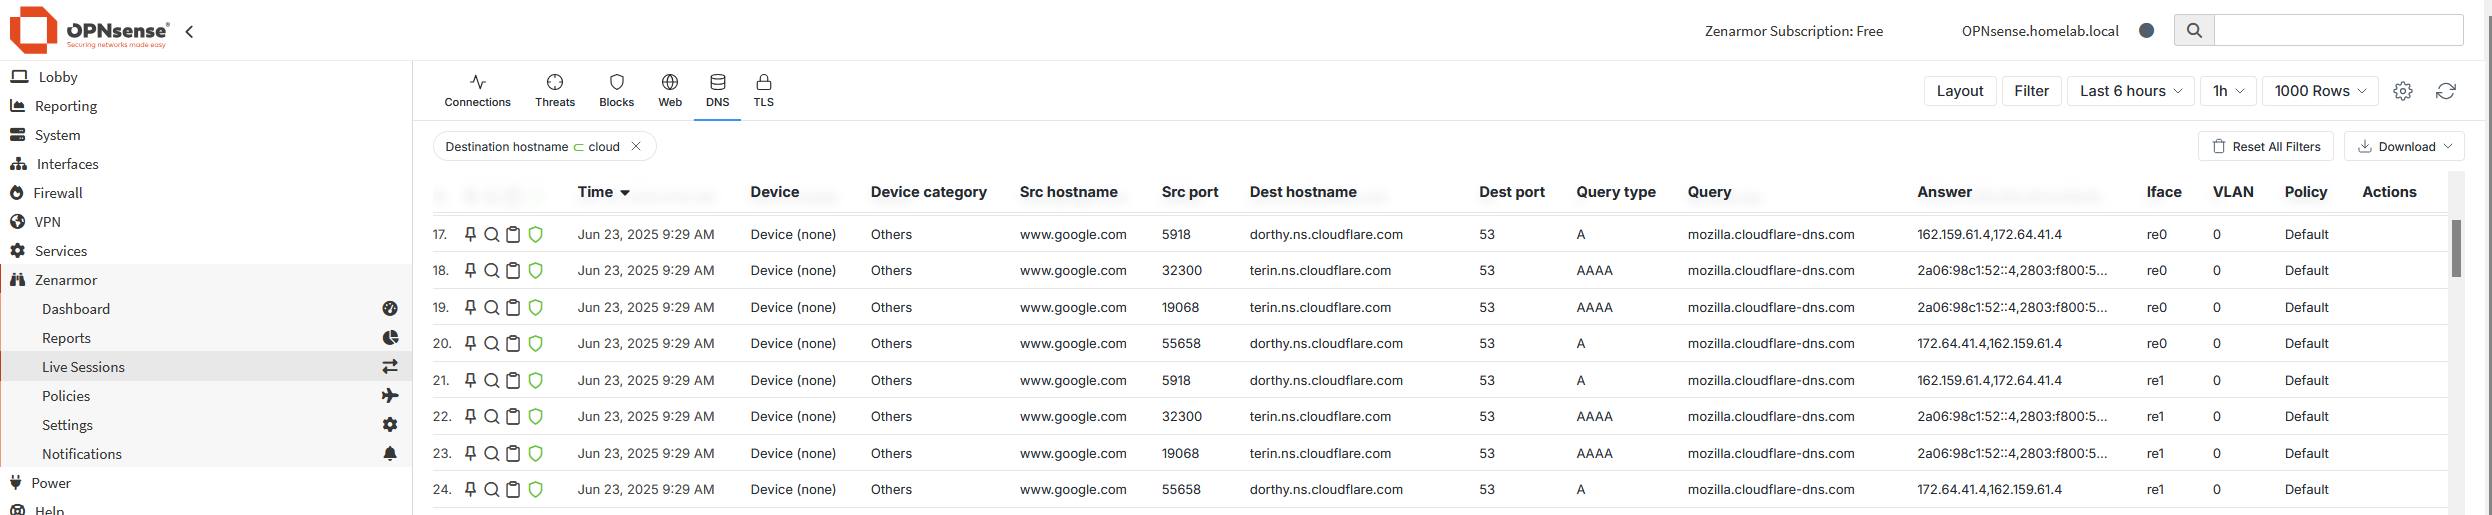 OPNsense®
Securing networks made easy
Zenarmor Subscription: Free
OPNsense.homelab.local
Lobby
Reporting
System
Interfaces
Firewall
VPN
Services
Zenarmor
Dashboard
Reports
Live Sessions
Policies
Settings
Notifications
Power
Help
Connections Threats Blocks Web DNS TLS
Layout Filter Last 6 hours 1h 1000 Rows
Destination hostname ⊂ cloud ×
Reset All Filters Download
Time Device Device category Src hostname Src port Dest hostname Dest port Query type Query Answer Iface VLAN Policy Actions
17. Jun 23, 2025 9:29 AM Device (none) Others www.google.com 5918 dorthy.ns.cloudflare.com 53 A mozilla.cloudflare-dns.com 162.159.61.4,172.64.41.4 re0 0 Default
18. Jun 23, 2025 9:29 AM Device (none) Others www.google.com 32300 terin.ns.cloudflare.com 53 AAAA mozilla.cloudflare-dns.com 2a06:98c1:52::4,2803:f800:5... re0 0 Default
19. Jun 23, 2025 9:29 AM Device (none) Others www.google.com 19068 terin.ns.cloudflare.com 53 AAAA mozilla.cloudflare-dns.com 2a06:98c1:52::4,2803:f800:5... re0 0 Default
20. Jun 23, 2025 9:29 AM Device (none) Others www.google.com 55658 dorthy.ns.cloudflare.com 53 A mozilla.cloudflare-dns.com 172.64.41.4,162.159.61.4 re0 0 Default
21. Jun 23, 2025 9:29 AM Device (none) Others www.google.com 5918 dorthy.ns.cloudflare.com 53 A mozilla.cloudflare-dns.com 162.159.61.4,172.64.41.4 re1 0 Default
22. Jun 23, 2025 9:29 AM Device (none) Others www.google.com 32300 terin.ns.cloudflare.com 53 AAAA mozilla.cloudflare-dns.com 2a06:98c1:52::4,2803:f800:5... re1 0 Default
23. Jun 23, 2025 9:29 AM Device (none) Others www.google.com 19068 terin.ns.cloudflare.com 53 AAAA mozilla.cloudflare-dns.com 2a06:98c1:52::4,2803:f800:5... re1 0 Default
24. Jun 23, 2025 9:29 AM Device (none) Others www.google.com 55658 dorthy.ns.cloudflare.com 53 A mozilla.cloudflare-dns.com 172.64.41.4,162.159.61.4 re1 0 Default